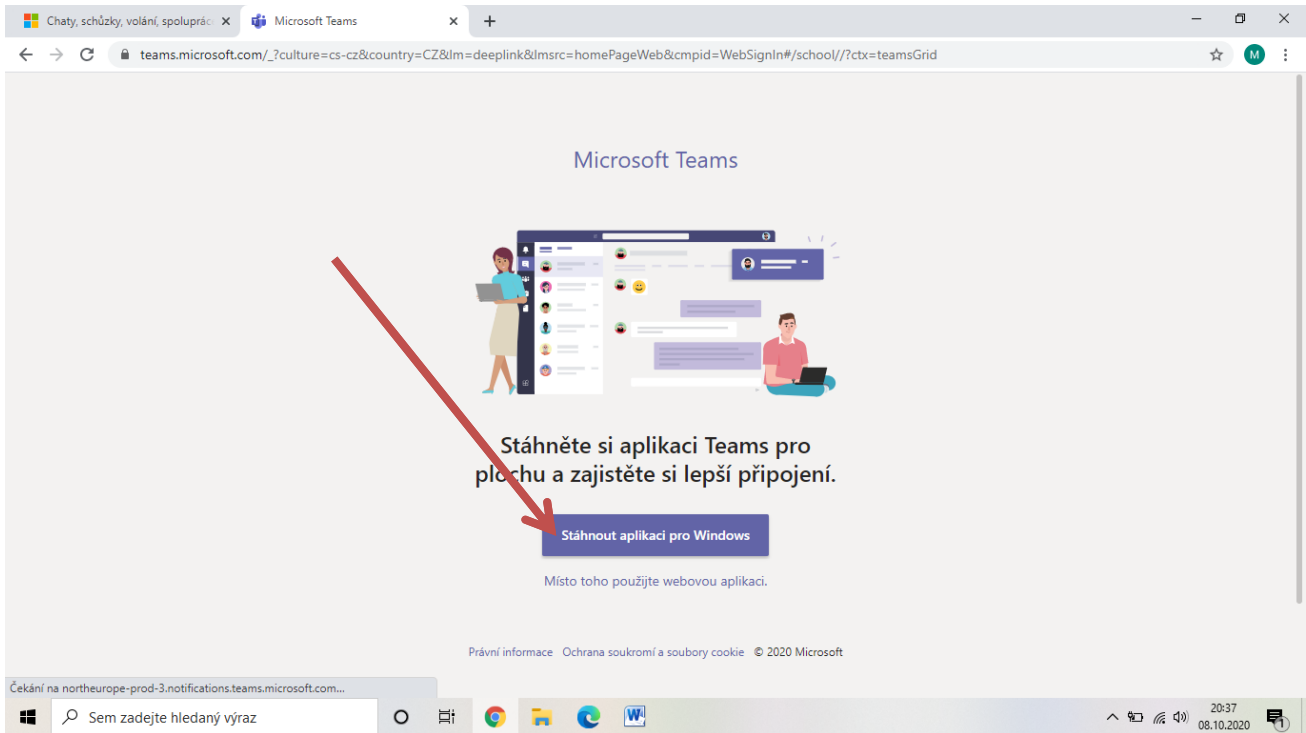 Chaty, schůzky, volání, spoluprác
Microsoft Teams
teams.microsoft.com/_?culture=cs-cz&country=CZ&lm=deeplink&lmsrc=homePageWeb&cmpid=WebSignIn#/school//?ctx=teamsGrid
M
Microsoft Teams
Stáhněte si aplikaci Teams pro
plochu a zajistěte si lepší připojení.
Stáhnout aplikaci pro Windows
Místo toho použijte webovou aplikaci.
Právní informace Ochrana soukromí a soubory cookie © 2020 Microsoft
Čekání na northeurope-prod-3.notifications.teams.microsoft.com...
Sem zadejte hledaný výraz
W
20:37
08.10.2020
1